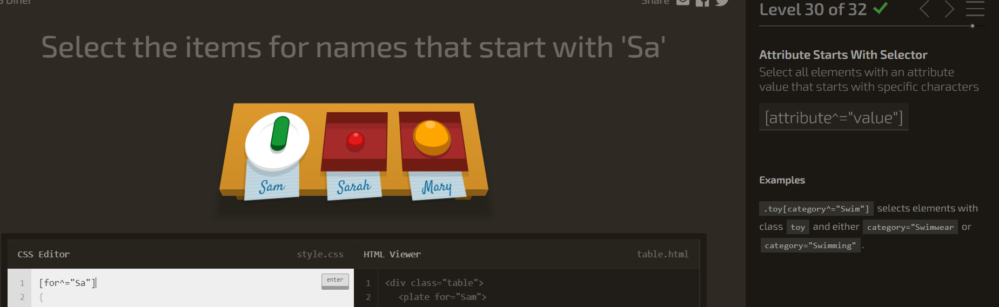 S Diner
Share
Select the items for names that start with 'Sa'
Sam
Sarah
Mary
CSS Editor
style.css
1
[for^="Sa"]
enter
2
{
HTML Viewer
table.html
1
<div class="table">
2
<plate for="Sam">
Level 30 of 32
Attribute Starts With Selector
Select all elements with an attribute
value that starts with specific characters
[attribute^="value"]
Examples
.toy[category^="Swim"] selects elements with
class toy and either category="Swimwear or
category="Swimming" .